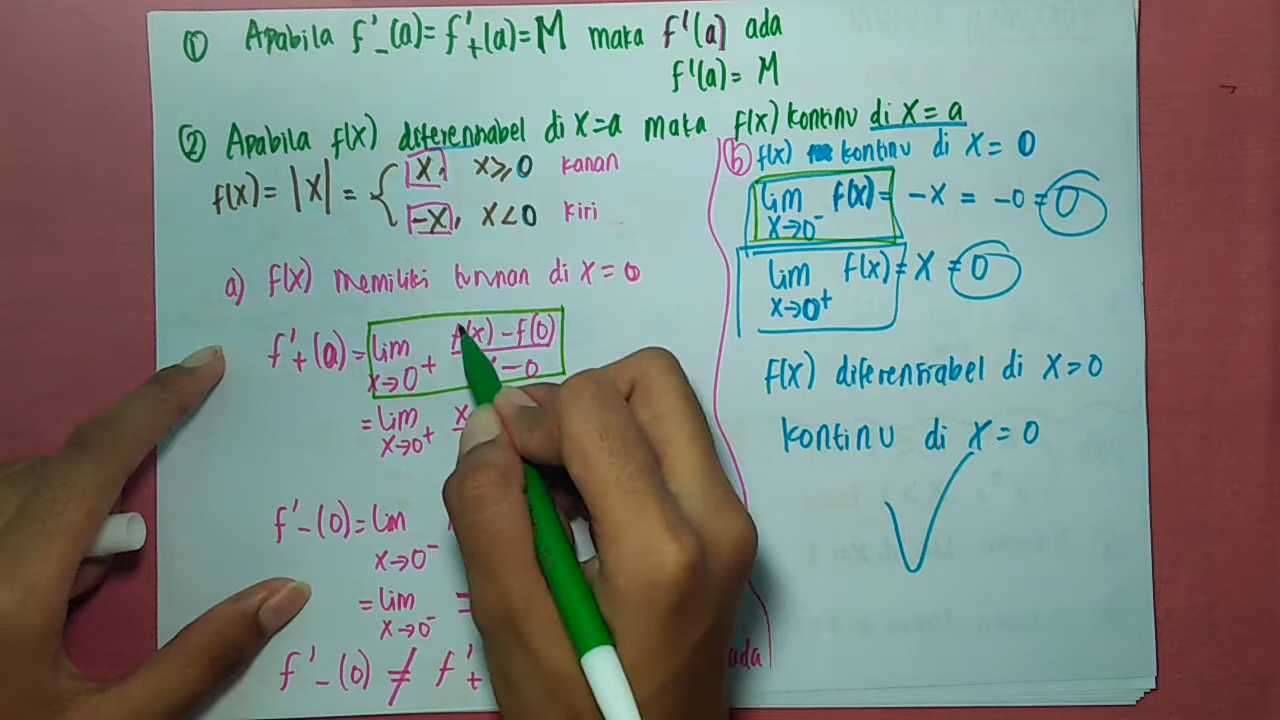 ① Apabila f'₋(a) = f'₊(a) = M maka f'(a) ada
f'(a) = M
② Apabila f(x) diferensiabel di x=a maka f(x) kontinu di x = a
f(x) = |x| = { x, x ≥ 0 kanan
-x, x < 0 kiri
a) f(x) memiliki turunan di x = 0
f'₊(a) = lim x→0⁺ f(x) - f(0)
- 0
= lim x→0⁺ x
f'₋(0) = lim
x→0⁻
= lim =
x→0⁻
f'₋(0) ≠ f'₊ ada
ⓑ f(x) kontinu di x = 0
lim x→0⁻ f(x) = -x = -0 = 0
lim x→0⁺ f(x) = x = 0
f(x) diferensiabel di x=0
kontinu di x = 0